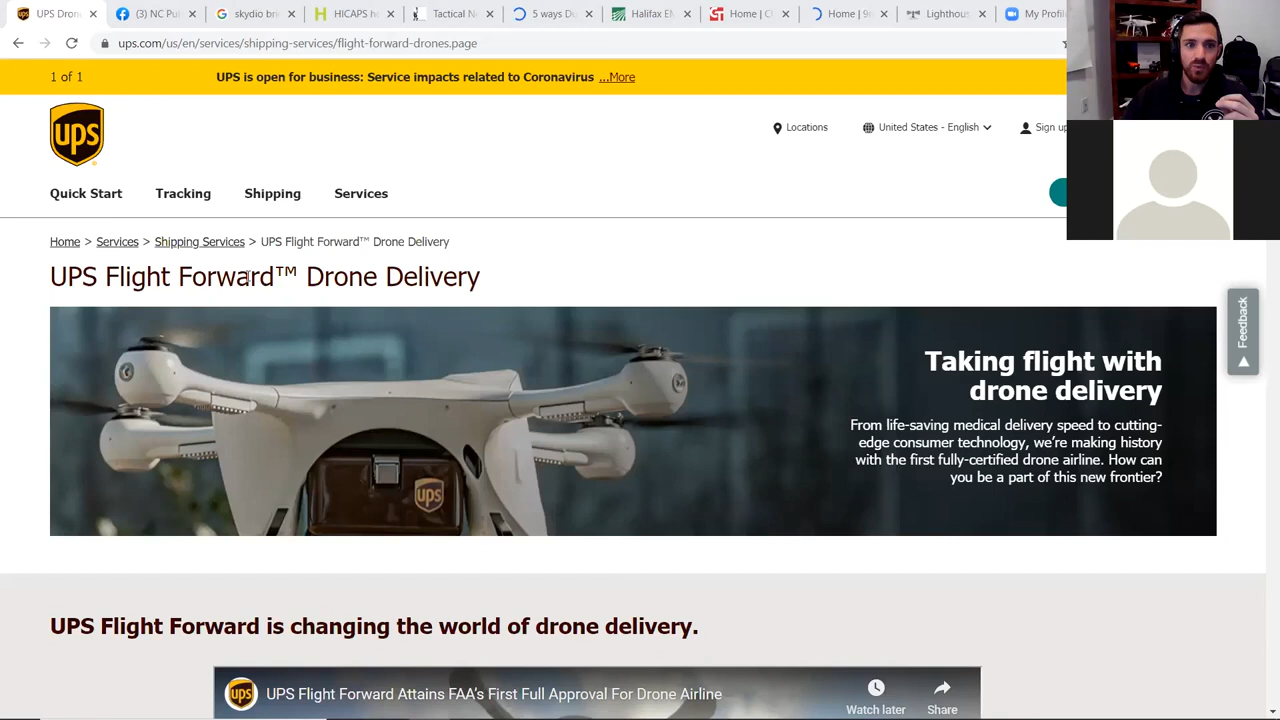 UPS Dron
(3) NC Pu
skydio bri
HICAPS h
Tactical N
5 ways D
Halifax EM
Home | C
Home | 9
Lighthous
My Profil
ups.com/us/en/services/shipping-services/flight-forward-drones.page
1 of 1
UPS is open for business: Service impacts related to Coronavirus ...More
ups
Locations
United States - English
Sign up
Quick Start
Tracking
Shipping
Services
Home > Services > Shipping Services > UPS Flight Forward™ Drone Delivery
UPS Flight Forward™ Drone Delivery
Taking flight with
drone delivery
From life-saving medical delivery speed to cutting-
edge consumer technology, we're making history
with the first fully-certified drone airline. How can
you be a part of this new frontier?
ups
Feedback
UPS Flight Forward is changing the world of drone delivery.
ups
UPS Flight Forward Attains FAA's First Full Approval For Drone Airline
Watch later
Share